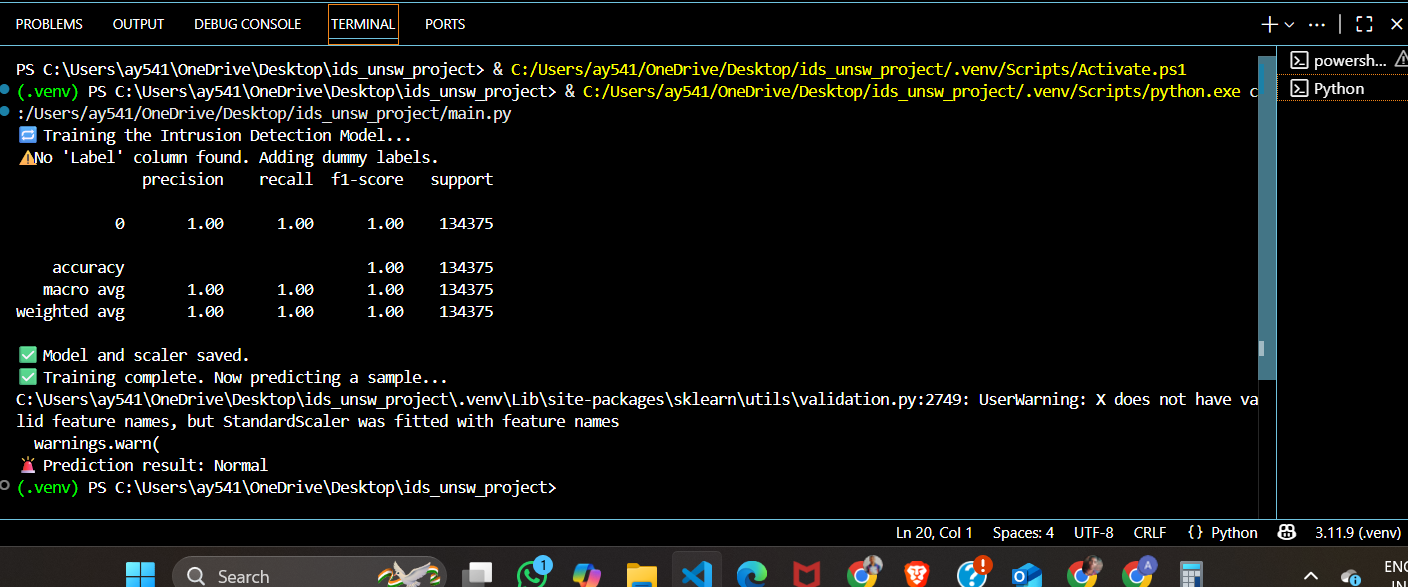 PROBLEMS OUTPUT DEBUG CONSOLE TERMINAL PORTS
PS C:\Users\ay541\OneDrive\Desktop\ids_unsw_project> & C:/Users/ay541/OneDrive/Desktop/ids_unsw_project/.venv/Scripts/Activate.ps1
(.venv) PS C:\Users\ay541\OneDrive\Desktop\ids_unsw_project> & C:/Users/ay541/OneDrive/Desktop/ids_unsw_project/.venv/Scripts/python.exe c
:/Users/ay541/OneDrive/Desktop/ids_unsw_project/main.py
🔁 Training the Intrusion Detection Model...
⚠️No 'Label' column found. Adding dummy labels.
precision recall f1-score support
0 1.00 1.00 1.00 134375
accuracy 1.00 134375
macro avg 1.00 1.00 1.00 134375
weighted avg 1.00 1.00 1.00 134375
✅ Model and scaler saved.
✅ Training complete. Now predicting a sample...
C:\Users\ay541\OneDrive\Desktop\ids_unsw_project\.venv\Lib\site-packages\sklearn\utils\validation.py:2749: UserWarning: X does not have va
lid feature names, but StandardScaler was fitted with feature names
warnings.warn(
🚨 Prediction result: Normal
(.venv) PS C:\Users\ay541\OneDrive\Desktop\ids_unsw_project>
powersh...
Python
Ln 20, Col 1 Spaces: 4 UTF-8 CRLF {} Python 3.11.9 (.venv)
Search
1
A
ENG
IN